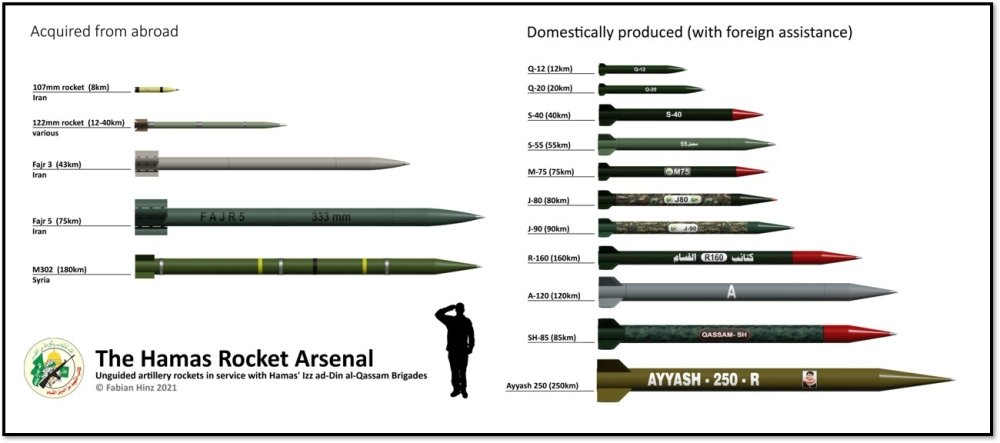 Acquired from abroad
107mm rocket (8km)
Iran
122mm rocket (12-40km)
various
Fajr 3 (43km)
Iran
Fajr 5 (75km)
Iran
FAJR 5 333 mm
M302 (180km)
Syria
The Hamas Rocket Arsenal
Unguided artillery rockets in service with Hamas' Izz ad-Din al-Qassam Brigades
© Fabian Hinz 2021
Domestically produced (with foreign assistance)
Q-12 (12km)
Q-12
Q-20 (20km)
Q-20
S-40 (40km)
S-40
S-55 (55km)
M-75 (75km)
M75
J-80 (80km)
J80
J-90 (90km)
J-90
R-160 (160km)
كتائب R160 القسام
A-120 (120km)
A
SH-85 (85km)
QASSAM- SH
Ayyash 250 (250km)
AYYASH - 250 - R